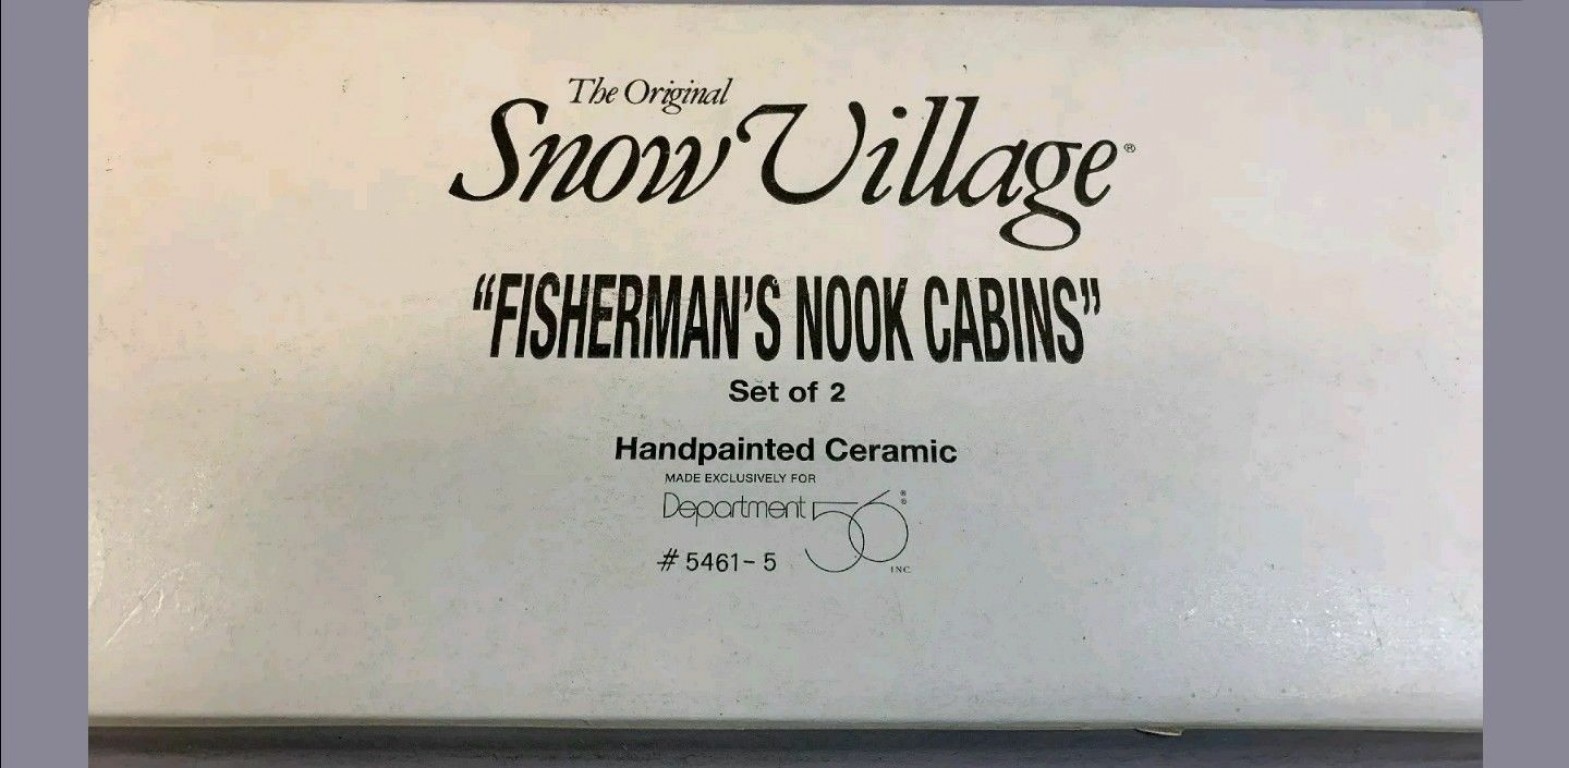 The Original
Snow Village®
“FISHERMAN’S NOOK CABINS”
Set of 2
Handpainted Ceramic
MADE EXCLUSIVELY FOR
Department 56® ®
# 5461-5
INC.